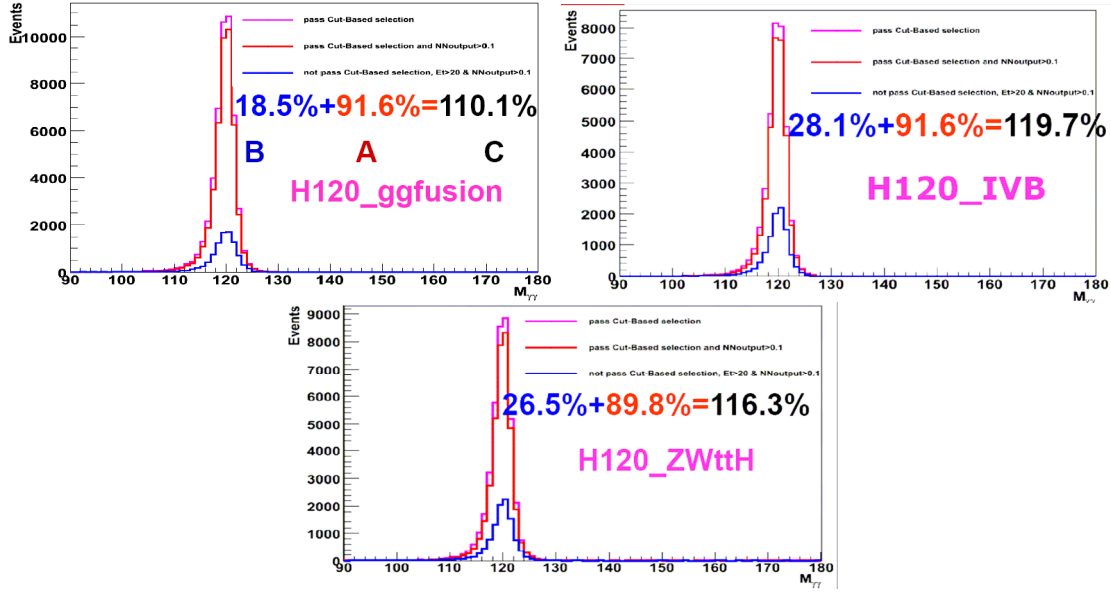 Events
10000
8000
6000
4000
2000
0
pass Cut-Based selection
pass Cut-Based selection and NNoutput>0.1
not pass Cut-Based selection, Et>20 & NNoutput>0.1
18.5%+91.6%=110.1%
B A C
H120_ggfusion
90 100 110 120 130 140 150 160 170 180
Mγγ
Events
8000
7000
6000
5000
4000
3000
2000
1000
0
pass Cut-Based selection
pass Cut-Based selection and NNoutput>0.1
not pass Cut-Based selection, Et>20 & NNoutput>0.1
28.1%+91.6%=119.7%
H120_IVB
90 100 110 120 130 140 150 160 170 180
Mγγ
Events
9000
8000
7000
6000
5000
4000
3000
2000
1000
0
pass Cut-Based selection
pass Cut-Based selection and NNoutput>0.1
not pass Cut-Based selection, Et>20 & NNoutput>0.1
26.5%+89.8%=116.3%
H120_ZWttH
90 100 110 120 130 140 150 160 170 180
Mγγ